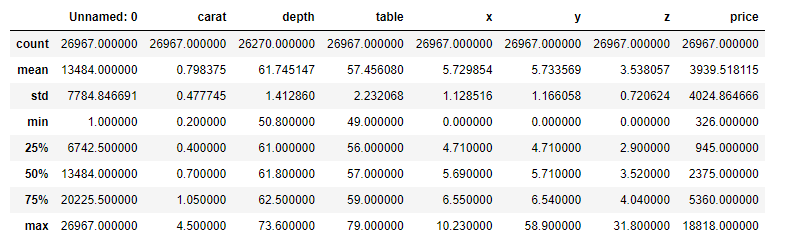 Unnamed: 0 carat depth table x y z price
count 26967.000000 26967.000000 26270.000000 26967.000000 26967.000000 26967.000000 26967.000000 26967.000000
mean 13484.000000 0.798375 61.745147 57.456080 5.729854 5.733569 3.538057 3939.518115
std 7784.846691 0.477745 1.412860 2.232068 1.128516 1.166058 0.720624 4024.864666
min 1.000000 0.200000 50.800000 49.000000 0.000000 0.000000 0.000000 326.000000
25% 6742.500000 0.400000 61.000000 56.000000 4.710000 4.710000 2.900000 945.000000
50% 13484.000000 0.700000 61.800000 57.000000 5.690000 5.710000 3.520000 2375.000000
75% 20225.500000 1.050000 62.500000 59.000000 6.550000 6.540000 4.040000 5360.000000
max 26967.000000 4.500000 73.600000 79.000000 10.230000 58.900000 31.800000 18818.000000